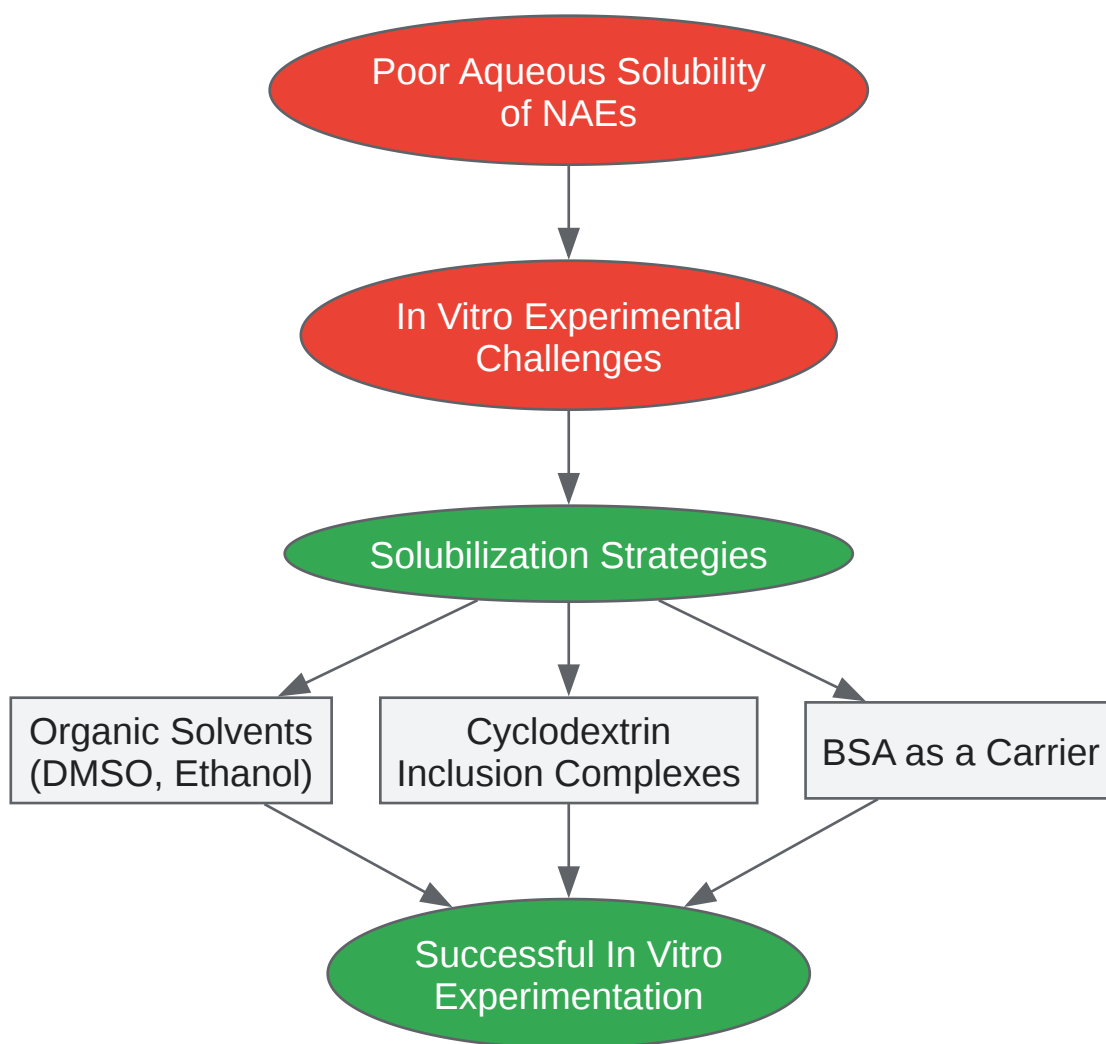 Poor Aqueous Solubility
of NAEs
In Vitro Experimental
Challenges
Solubilization Strategies
Organic Solvents
(DMSO, Ethanol)
Cyclodextrin
Inclusion Complexes
BSA as a Carrier
Successful In Vitro
Experimentation